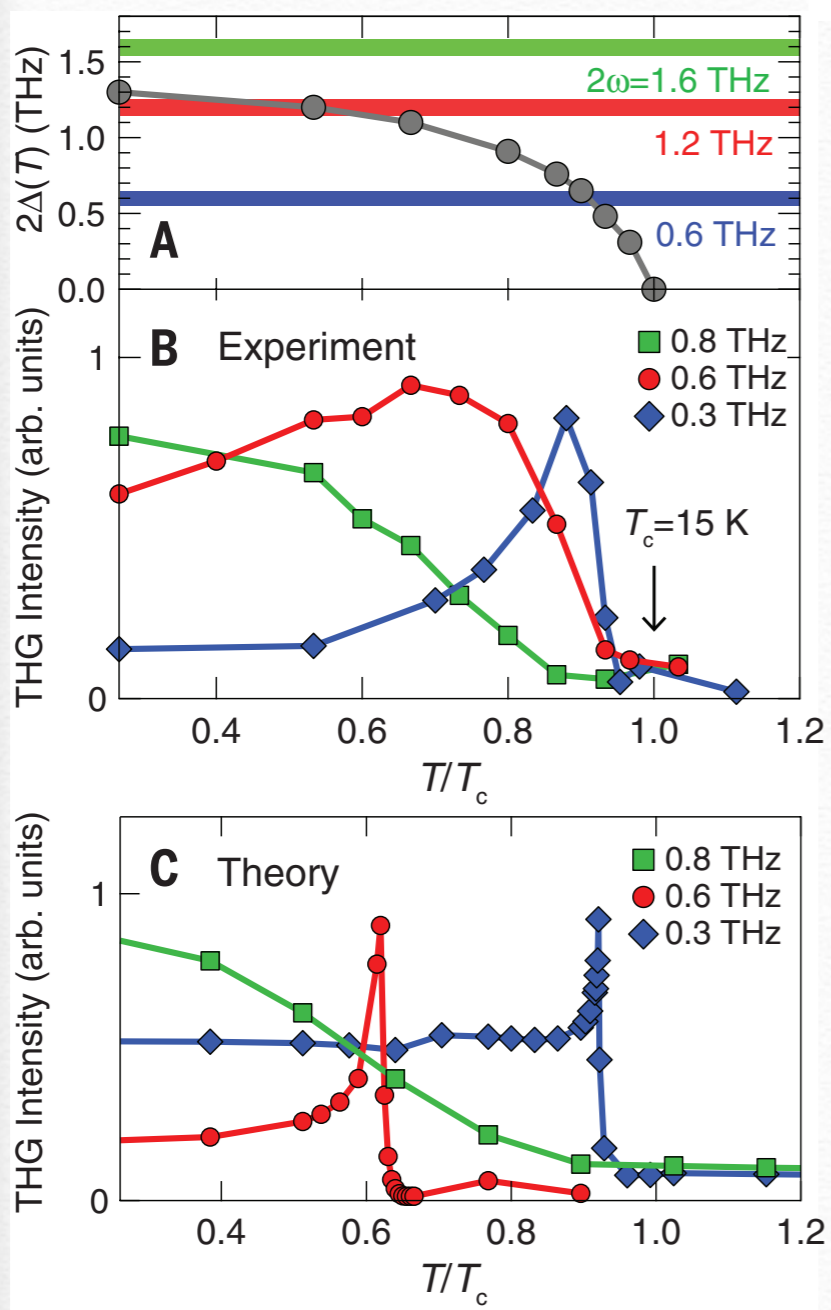 2Δ(T) (THz)
1.5
1.0
0.5
0.0
2ω=1.6 THz
1.2 THz
0.6 THz
A
THG Intensity (arb. units)
1
0
B Experiment
0.8 THz
0.6 THz
0.3 THz
Tc=15 K
0.4 0.6 0.8 1.0 1.2
T/Tc
THG Intensity (arb. units)
1
0
C Theory
0.8 THz
0.6 THz
0.3 THz
0.4 0.6 0.8 1.0 1.2
T/Tc